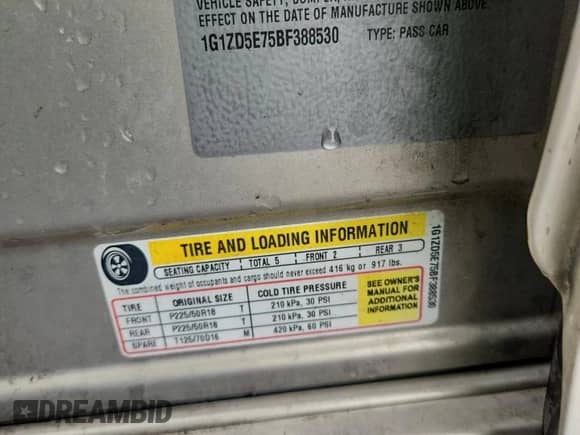 VEHICLE SAFETY, BUMPER,
EFFECT ON THE DATE OF MANUFACTURE SHOWN ABOVE.
1G1ZD5E75BF388530 TYPE: PASS CAR
TIRE AND LOADING INFORMATION
SEATING CAPACITY TOTAL 5 FRONT 2 REAR 3
The combined weight of occupants and cargo should never exceed 416 kg or 917 lbs.
TIRE ORIGINAL SIZE COLD TIRE PRESSURE
FRONT P225/50R18 T 210 kPa, 30 PSI
REAR P225/50R18 T 210 kPa, 30 PSI
SPARE T125/70D16 M 420 kPa, 60 PSI
SEE OWNER'S
MANUAL FOR
ADDITIONAL
INFORMATION
1G1ZD5E75BF388530
DREAMBID